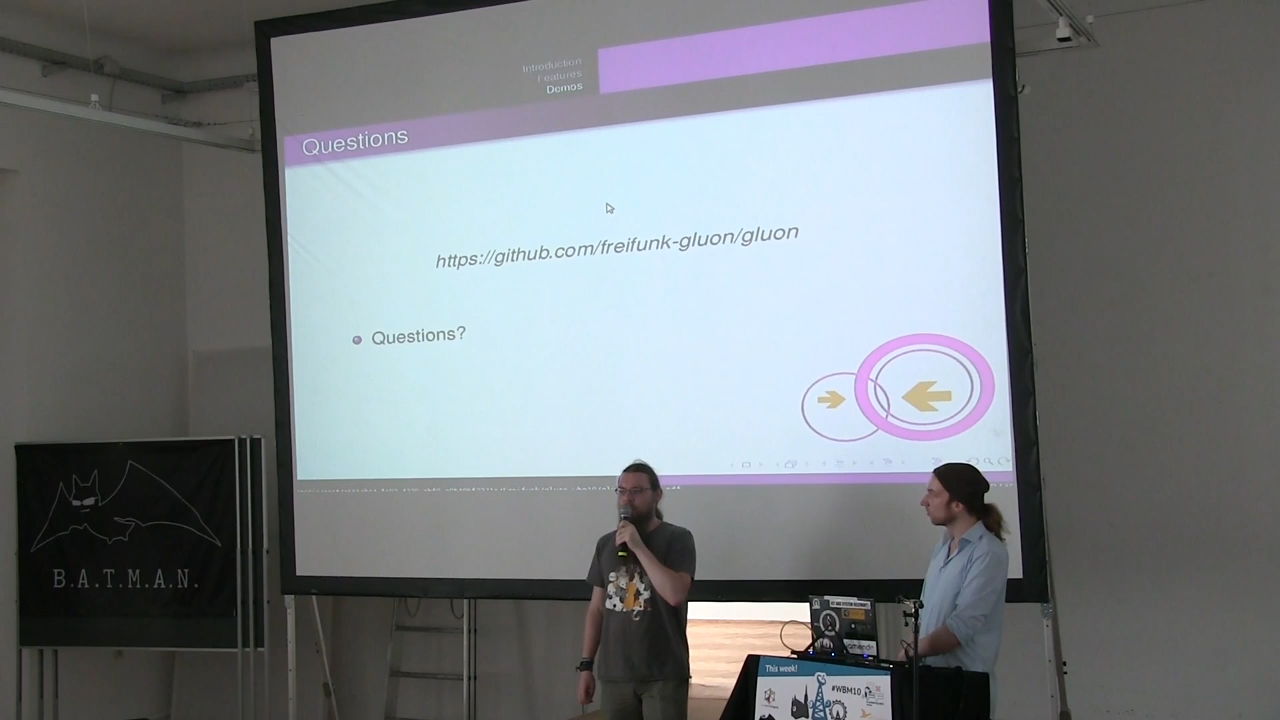 Introduction
Features
Demos
Questions
https://github.com/freifunk-gluon/gluon
Questions?
B.A.T.M.A.N.
This week!
#WBM10